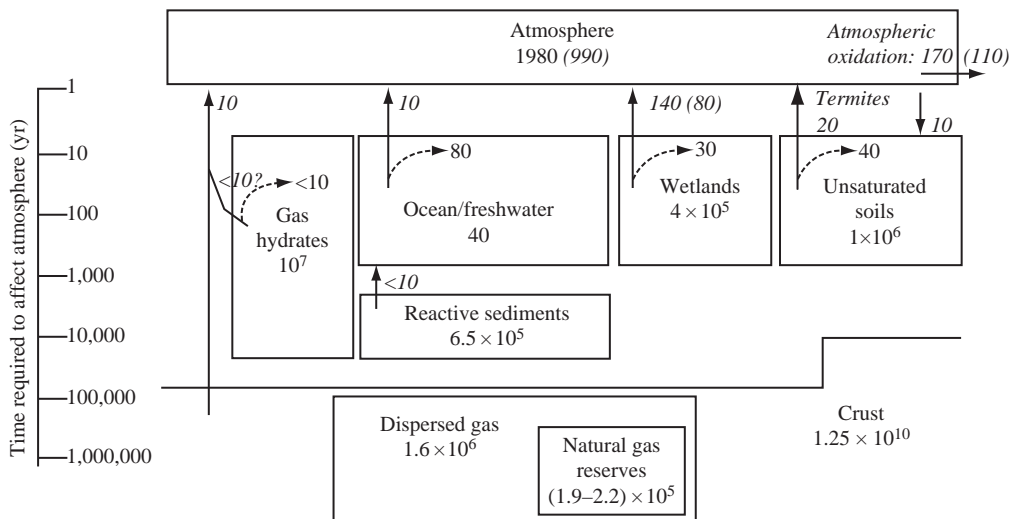 Atmosphere
1980 (990)
Atmospheric
oxidation: 170 (110)
Time required to affect atmosphere (yr)
1
10
100
1,000
10,000
100,000
1,000,000
10
<10?
<10
Gas
hydrates
10⁷
10
80
Ocean/freshwater
40
<10
Reactive sediments
6.5 × 10⁵
140 (80)
30
Wetlands
4 × 10⁵
Termites
20
10
40
Unsaturated
soils
1×10⁶
Dispersed gas
1.6 × 10⁶
Natural gas
reserves
(1.9–2.2) × 10⁵
Crust
1.25 × 10¹⁰